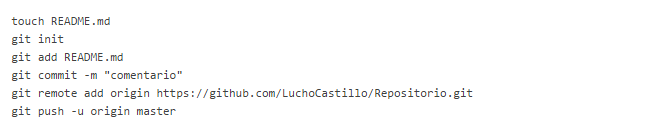 touch README.md
git init
git add README.md
git commit -m "comentario"
git remote add origin https://github.com/LuchoCastillo/Repositorio.git
git push -u origin master